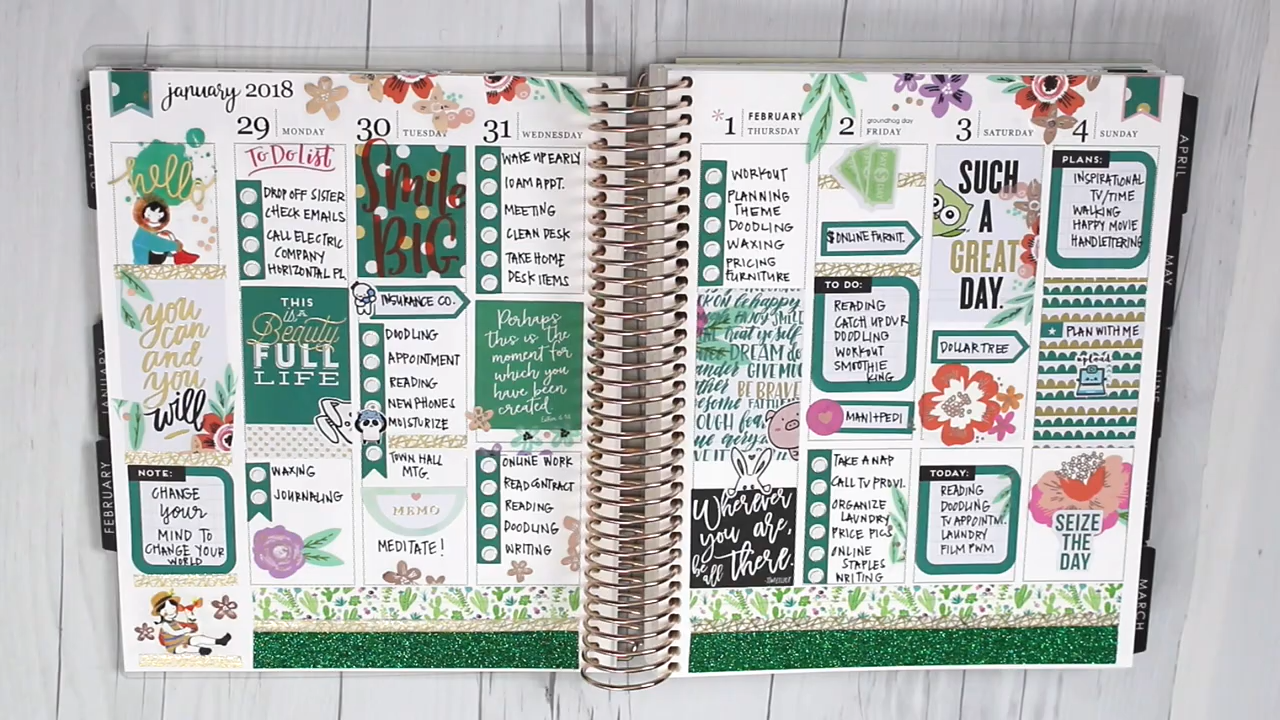 january 2018
29 MONDAY
30 TUESDAY
31 WEDNESDAY
1 FEBRUARY
THURSDAY
groundhog day
2 FRIDAY
3 SATURDAY
4 SUNDAY
hello
you
can
and
you
will
NOTE:
CHANGE
your
MIND TO
CHANGE YOUR
WORLD
To Do List
DROP OFF SISTER
CHECK EMAILS
CALL ELECTRIC
COMPANY
HORIZONTAL PL.
THIS
is a
Beauty
FULL
LIFE
WAXING
JOURNALING
Smile
BIG
INSURANCE CO.
DOODLING
APPOINTMENT
READING
NEW PHONES
MOISTURIZE
TOWN HALL
MTG.
MEMO
MEDITATE!
WAKE UP EARLY
10AM APPT.
MEETING
CLEAN DESK
TAKE HOME
DESK ITEMS
Perhaps
this is the
moment for
which you
have been
created.
ONLINE WORK
READ CONTRACT
READING
DOODLING
WRITING
WORKOUT
PLANNING
THEME
DOODLING
WAXING
PRICING
FURNITURE
BE BRAVE
Wherever
you are,
be all there.
$ ONLINE FURNIT.
TO DO:
READING
CATCH UP DVR
DOODLING
WORKOUT
SMOOTHIE
KING
MANI+PEDI
TAKE A NAP
CALL TV PROVI.
ORGANIZE
LAUNDRY
PRICE PIGS
ONLINE
STAPLES
WRITING
SUCH
A
GREAT
DAY.
DOLLAR TREE
TODAY:
READING
DOODLING
TV APPOINTM.
LAUNDRY
FILM PWM
PLANS:
INSPIRATIONAL
TV/TIME
WALKING
HAPPY MOVIE
HANDLETTERING
PLAN WITH ME
upload
SEIZE
THE
DAY
JANUARY
FEBRUARY
APRIL
MAY
JUNE
MARCH